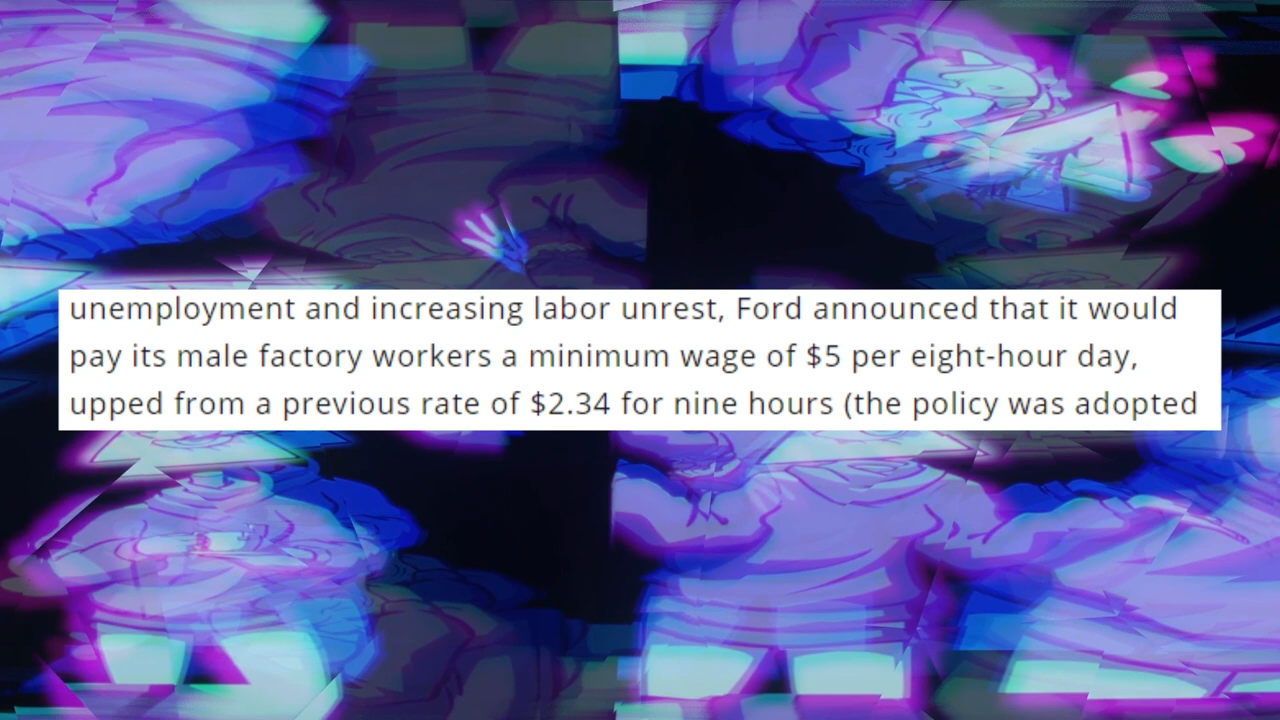 unemployment and increasing labor unrest, Ford announced that it would
pay its male factory workers a minimum wage of $5 per eight-hour day,
upped from a previous rate of $2.34 for nine hours (the policy was adopted